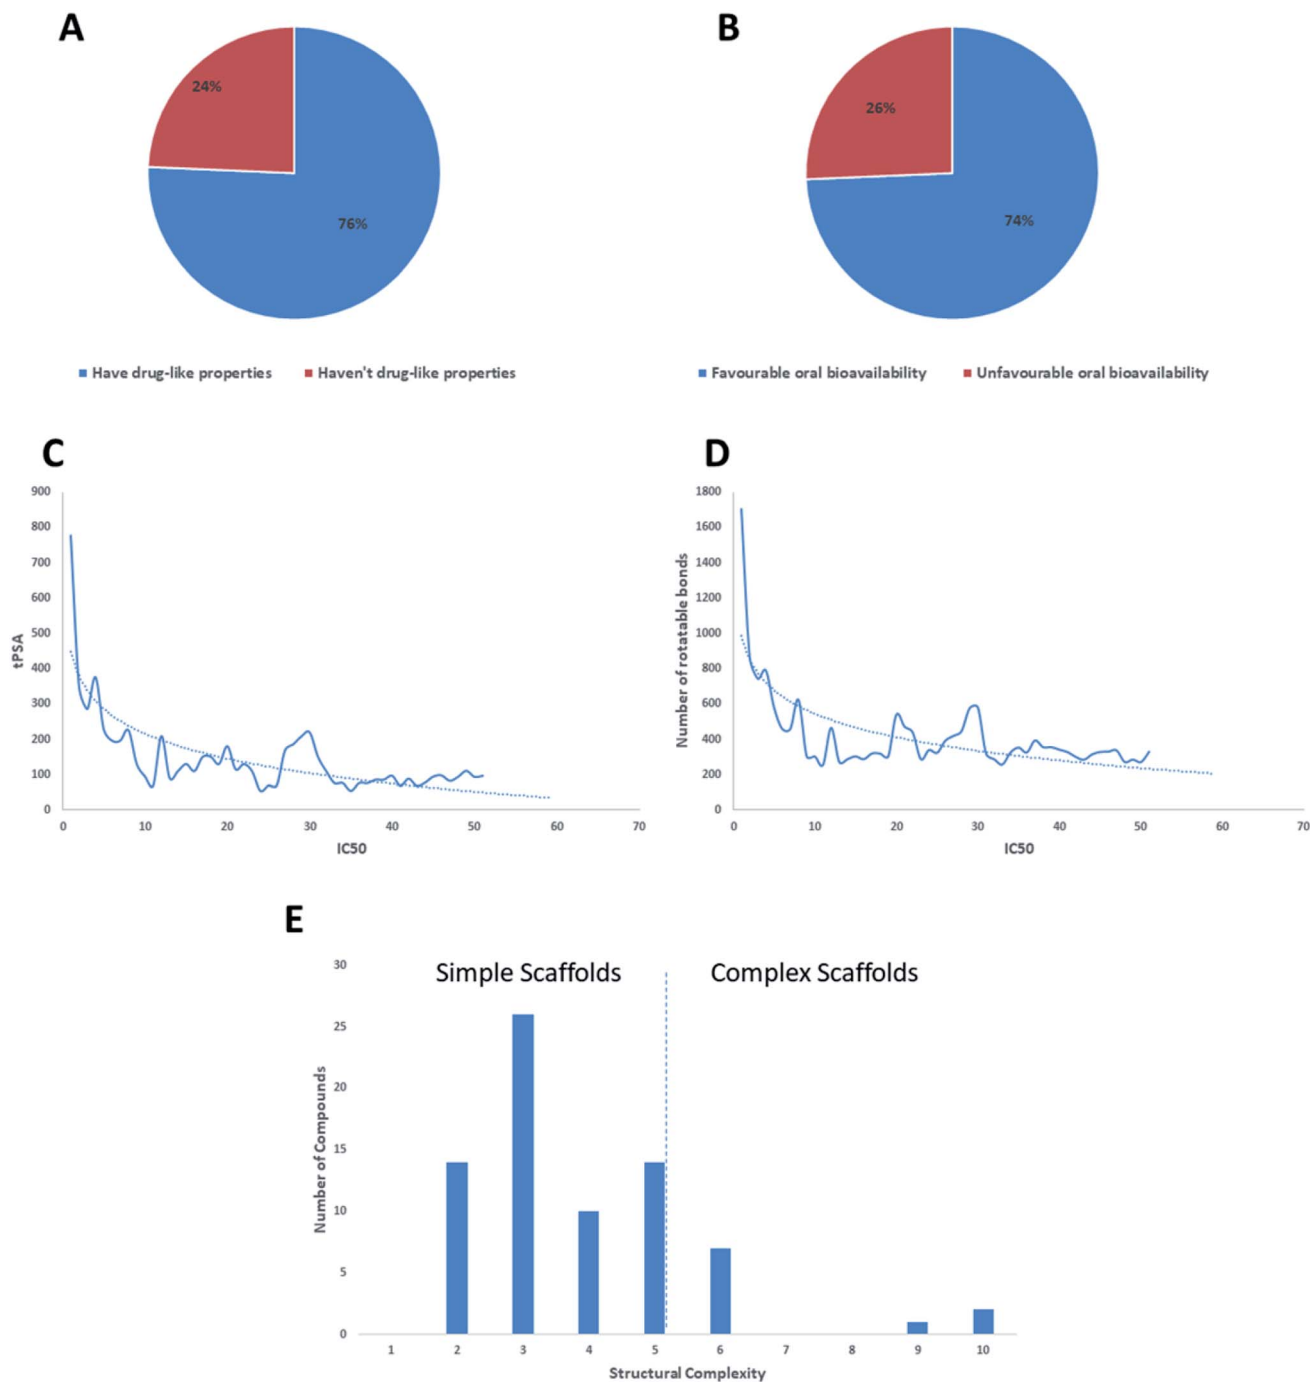 A
B
24%
76%
26%
74%
Have drug-like properties
Haven't drug-like properties
Favourable oral bioavailability
Unfavourable oral bioavailability
C
900
800
700
600
500
400
300
200
100
0
tPSA
0 10 20 30 40 50 60 70
IC50
D
1800
1600
1400
1200
1000
800
600
400
200
0
Number of rotatable bonds
0 10 20 30 40 50 60 70
IC50
E
Simple Scaffolds
Complex Scaffolds
30
25
20
15
10
5
0
Number of Compounds
1 2 3 4 5 6 7 8 9 10
Structural Complexity